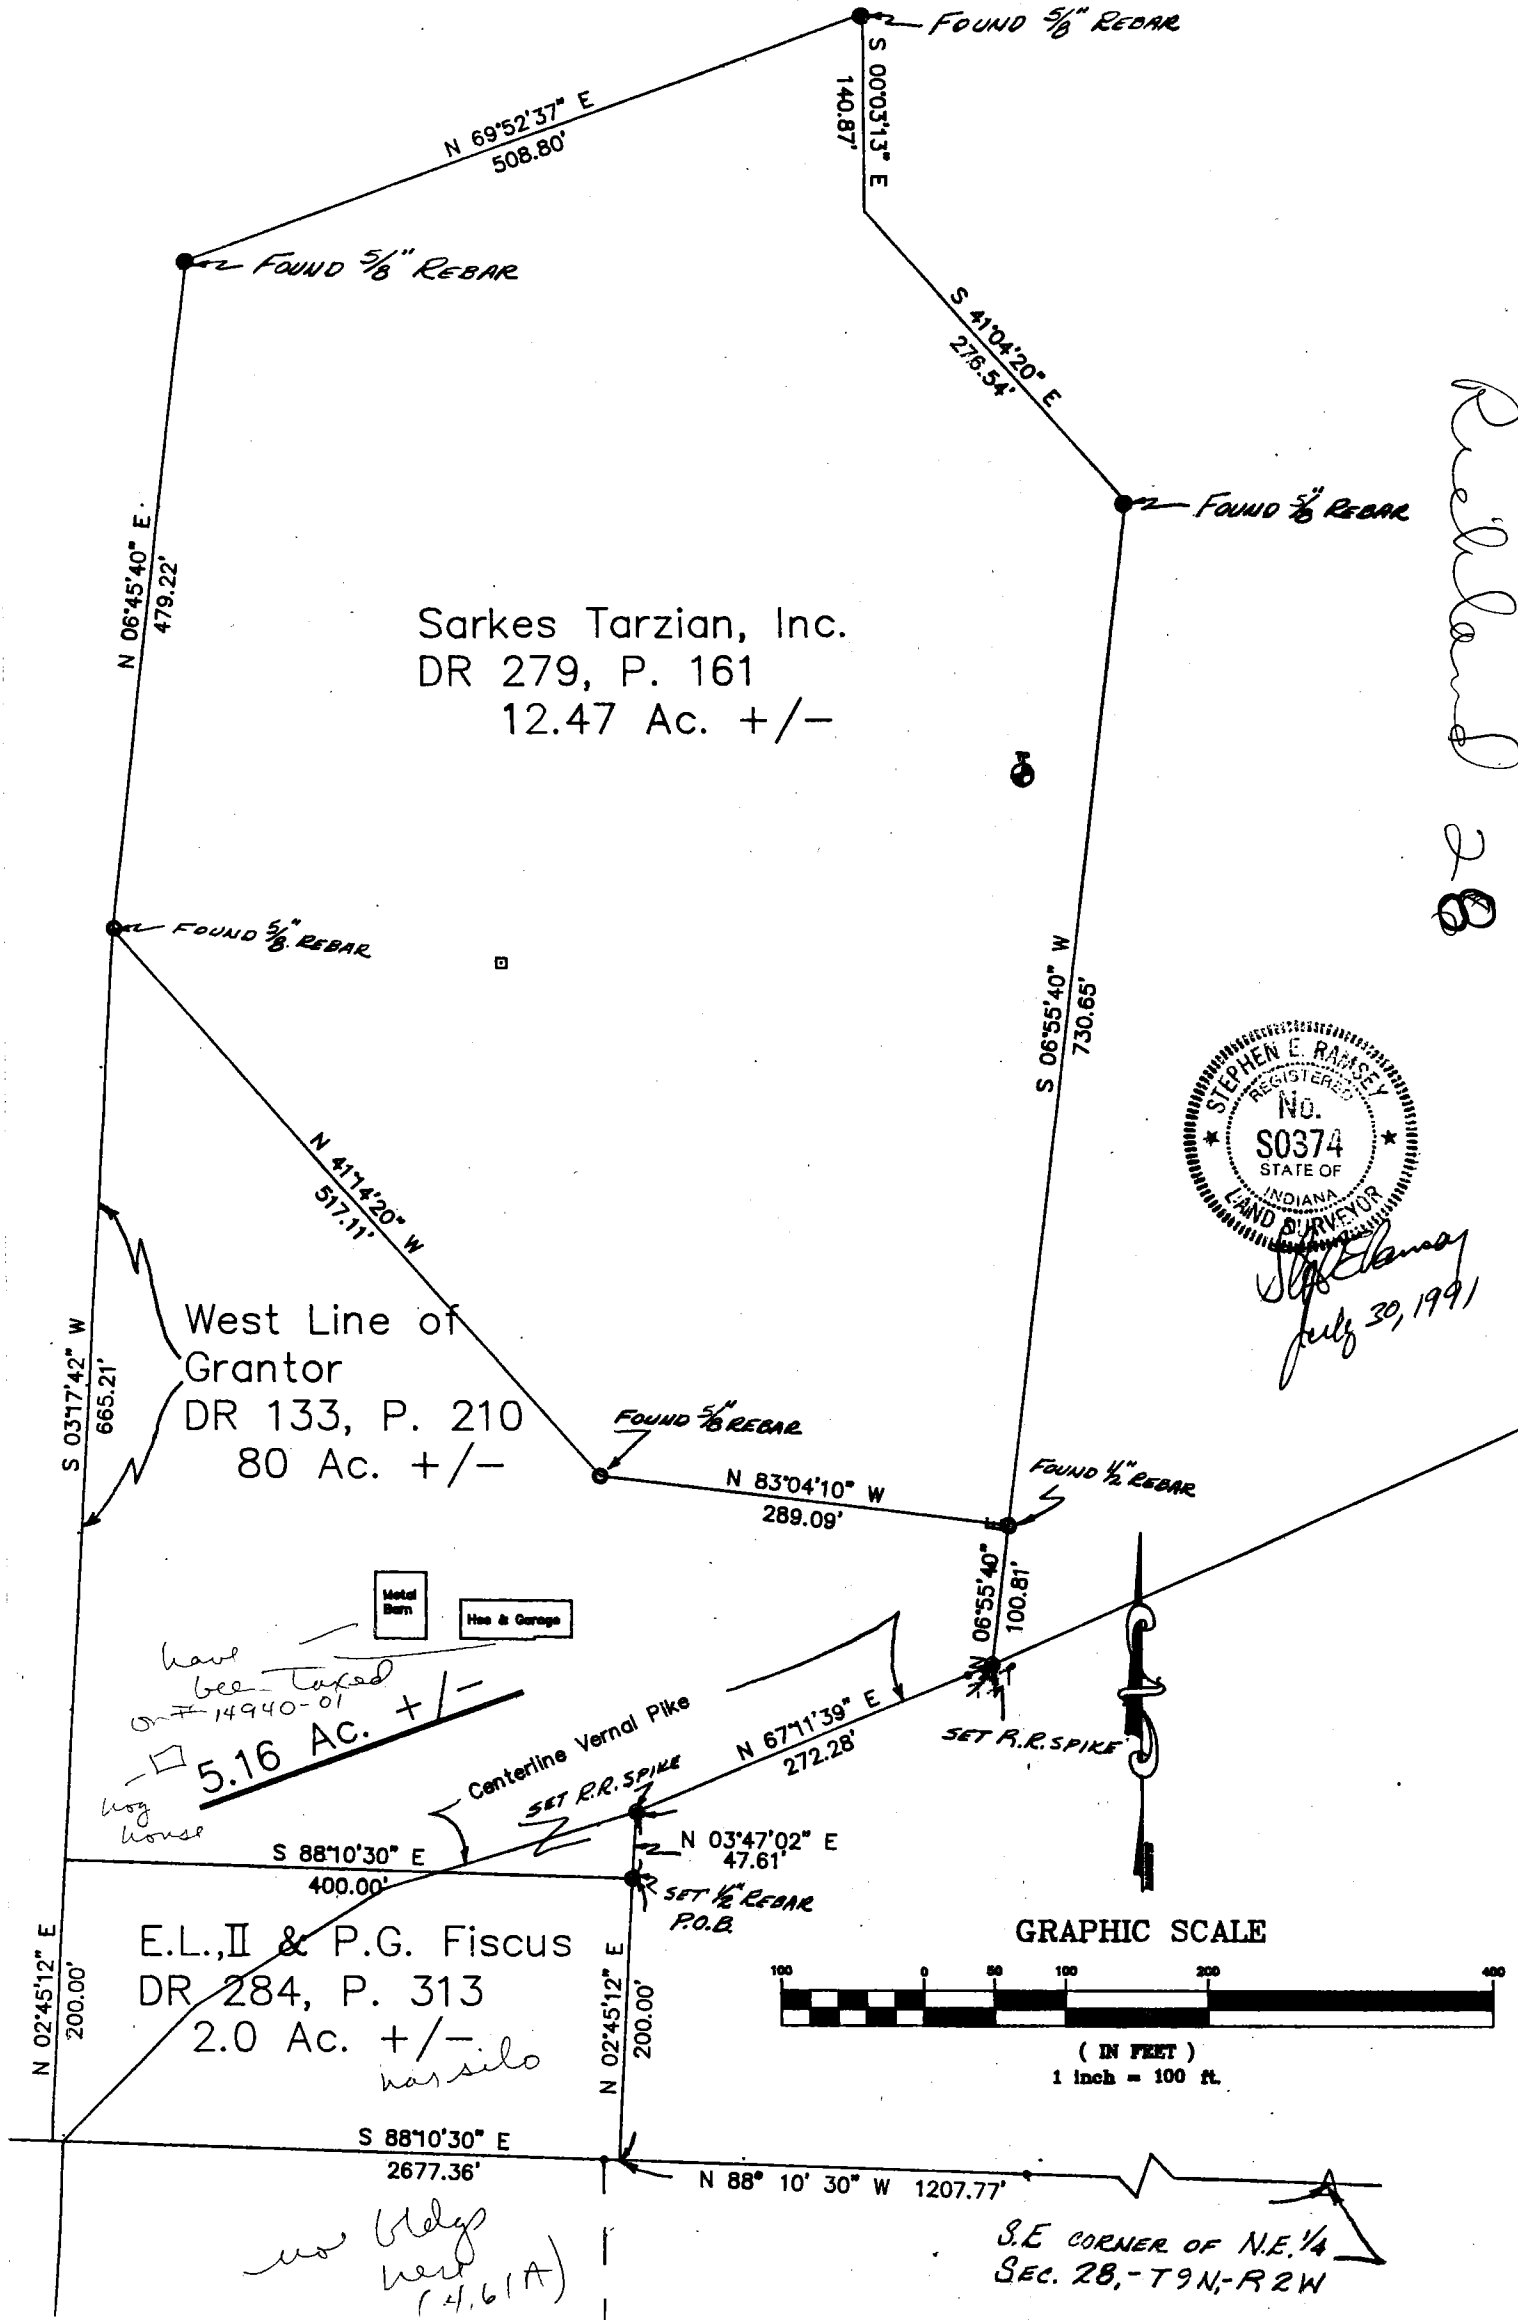 FOUND 5/8" REBAR
S 00°03'13" E
140.87'
N 69°52'37" E
508.80'
FOUND 5/8" REBAR
S 41°04'20" E
276.54'
FOUND 5/8" REBAR
Richland 28
N 06°45'40" E
479.22'
Sarkes Tarzian, Inc.
DR 279, P. 161
12.47 Ac. +/-
FOUND 5/8" REBAR
S 06°55'40" W
730.65'
STEPHEN E. RAMSEY
REGISTERED
No.
S0374
STATE OF
INDIANA
LAND SURVEYOR
July 30, 1991
N 41°14'20" W
517.11'
S 03°17'42" W
665.21'
West Line of
Grantor
DR 133, P. 210
80 Ac. +/-
FOUND 5/8" REBAR
N 83°04'10" W
289.09'
FOUND 1/2" REBAR
N 06°55'40"
100.81'
Metal
Barn
Hse & Garage
have
been taxed
on # 14940-01
5.16 Ac. +/-
hog
house
Centerline Vernal Pike
N 67°11'39" E
272.28'
SET R.R. SPIKE
SET R.R. SPIKE
N 03°47'02" E
47.61'
S 88°10'30" E
400.00'
SET 1/2" REBAR
P.O.B.
E.L.,II & P.G. Fiscus
DR 284, P. 313
2.0 Ac. +/-
has silo
N 02°45'12" E
200.00'
N 02°45'12" E
200.00'
GRAPHIC SCALE
100 0 50 100 200 400
( IN FEET )
1 inch = 100 ft.
S 88°10'30" E
2677.36'
N 88° 10' 30" W 1207.77'
no bldgs
here
(4.61A)
S.E CORNER OF N.E. 1/4
SEC. 28,-T9N,-R2W